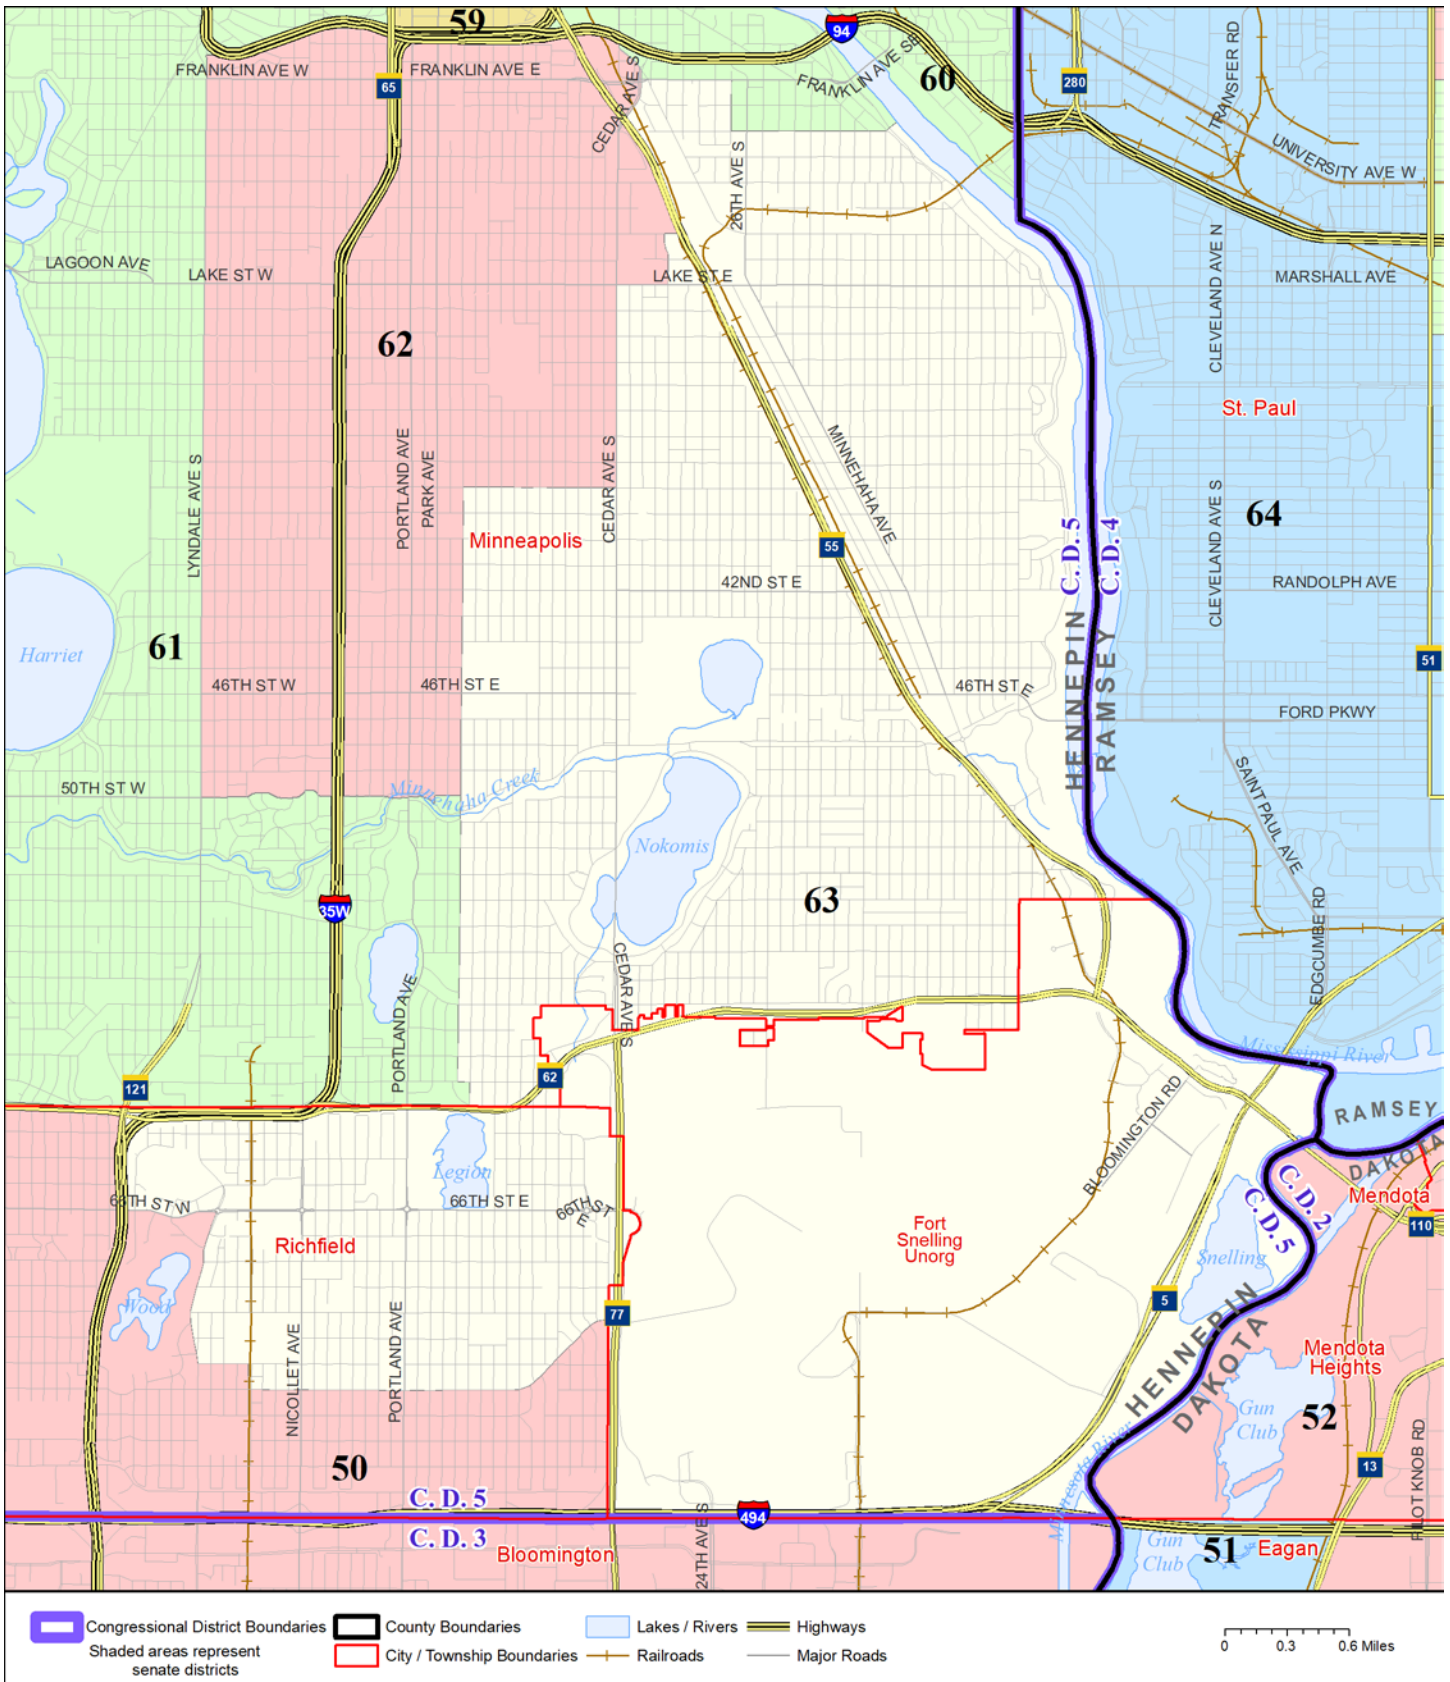 59
94
FRANKLIN AVE W
FRANKLIN AVE E
65
CEDAR AVE S
FRANKLIN AVE SE
60
280
TRANSFER RD
UNIVERSITY AVE W
26TH AVE S
LAGOON AVE
LAKE ST W
LAKE ST E
CLEVELAND AVE N
MARSHALL AVE
62
St. Paul
LYNDALE AVE S
PORTLAND AVE
PARK AVE
CEDAR AVE S
MINNEHAHA AVE
Minneapolis
55
C. D. 5
C. D. 4
CLEVELAND AVE S
64
42ND ST E
RANDOLPH AVE
61
Harriet
HENNEPIN
RAMSEY
51
46TH ST W
46TH ST E
46TH ST E
FORD PKWY
50TH ST W
Minnehaha Creek
SAINT PAUL AVE
Nokomis
63
35W
EDGCUMBE RD
CEDAR AVE S
PORTLAND AVE
Mississippi River
121
62
BLOOMINGTON RD
RAMSEY
DAKOTA
Legion
66TH ST W
66TH ST E
66TH ST E
C. D. 2
C. D. 5
Mendota
110
Richfield
Fort
Snelling
Unorg
Snelling
Wood
77
5
NICOLLET AVE
PORTLAND AVE
HENNEPIN
DAKOTA
Mendota
Heights
Gun
Club
52
50
Minnesota River
13
PILOT KNOB RD
C. D. 5
494
C. D. 3
Bloomington
24TH AVE S
Gun
Club
51
Eagan
Congressional District Boundaries
County Boundaries
Lakes / Rivers
Highways
Shaded areas represent
senate districts
City / Township Boundaries
Railroads
Major Roads
0 0.3 0.6 Miles